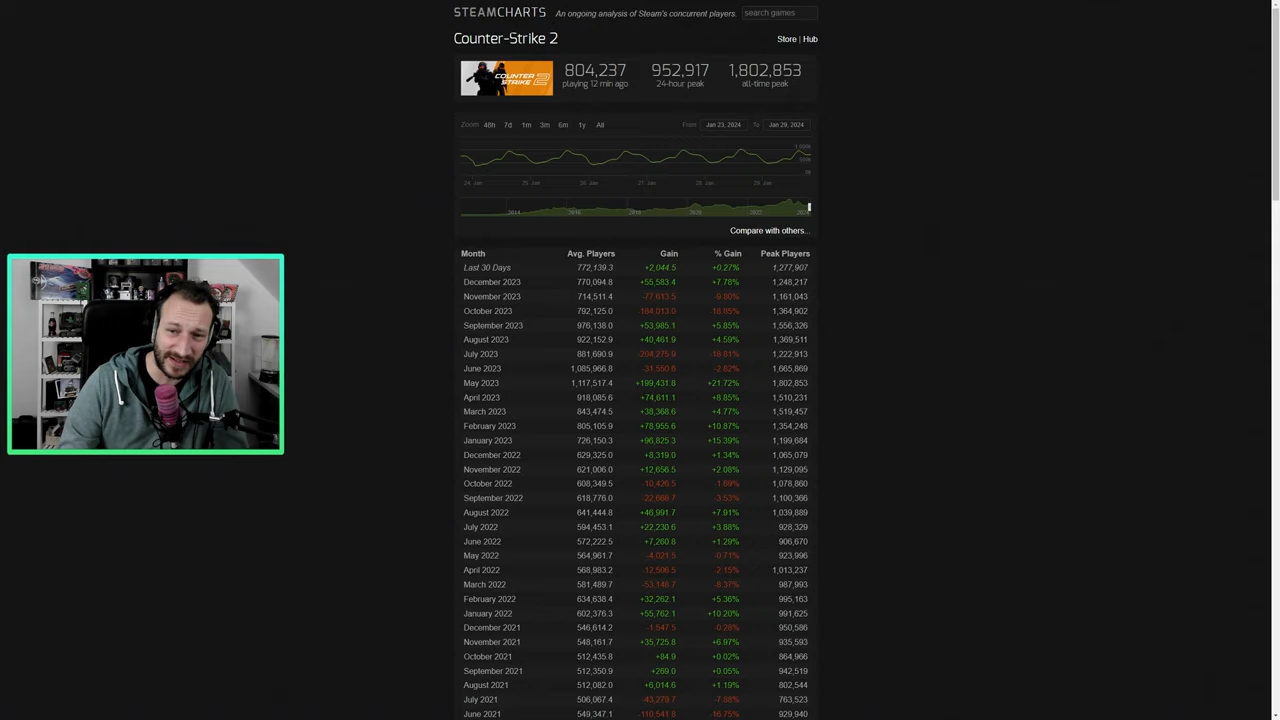 STEAMCHARTS An ongoing analysis of Steam's concurrent players. search games
Counter-Strike 2 Store | Hub
COUNTER STRIKE 2
804,237 952,917 1,802,853
playing 12 min ago 24-hour peak all-time peak
Zoom 48h 7d 1m 3m 6m 1y All From Jan 23, 2024 To Jan 29, 2024
1,000k
500k
0k
24. Jan 25. Jan 26. Jan 27. Jan 28. Jan 29. Jan
2014 2016 2018 2020 2022
Compare with others...
Month Avg. Players Gain % Gain Peak Players
Last 30 Days 772,139.3 +2,044.5 +0.27% 1,277,907
December 2023 770,094.8 +55,583.4 +7.78% 1,248,217
November 2023 714,511.4 -77,613.5 -9.80% 1,161,043
October 2023 792,125.0 -184,013.0 -18.85% 1,364,902
September 2023 976,138.0 +53,985.1 +5.85% 1,556,326
August 2023 922,152.9 +40,461.9 +4.59% 1,369,511
July 2023 881,690.9 -204,275.9 -18.81% 1,222,913
June 2023 1,085,966.8 -31,550.6 -2.82% 1,665,869
May 2023 1,117,517.4 +199,431.8 +21.72% 1,802,853
April 2023 918,085.6 +74,611.1 +8.85% 1,510,231
March 2023 843,474.5 +38,368.6 +4.77% 1,519,457
February 2023 805,105.9 +78,955.6 +10.87% 1,354,248
January 2023 726,150.3 +96,825.3 +15.39% 1,199,684
December 2022 629,325.0 +8,319.0 +1.34% 1,065,079
November 2022 621,006.0 +12,656.5 +2.08% 1,129,095
October 2022 608,349.5 -10,426.5 -1.69% 1,078,860
September 2022 618,776.0 -22,668.7 -3.53% 1,100,366
August 2022 641,444.8 +46,991.7 +7.91% 1,039,889
July 2022 594,453.1 +22,230.6 +3.88% 928,329
June 2022 572,222.5 +7,260.8 +1.29% 906,670
May 2022 564,961.7 -4,021.5 -0.71% 923,996
April 2022 568,983.2 -12,506.5 -2.15% 1,013,237
March 2022 581,489.7 -53,148.7 -8.37% 987,993
February 2022 634,638.4 +32,262.1 +5.36% 995,163
January 2022 602,376.3 +55,762.1 +10.20% 991,625
December 2021 546,614.2 -1,547.5 -0.28% 950,586
November 2021 548,161.7 +35,725.8 +6.97% 935,593
October 2021 512,435.8 +84.9 +0.02% 864,966
September 2021 512,350.9 +269.0 +0.05% 942,519
August 2021 512,082.0 +6,014.6 +1.19% 802,544
July 2021 506,067.4 -43,279.7 -7.88% 763,523
June 2021 549,347.1 -110,541.8 -16.75% 929,940